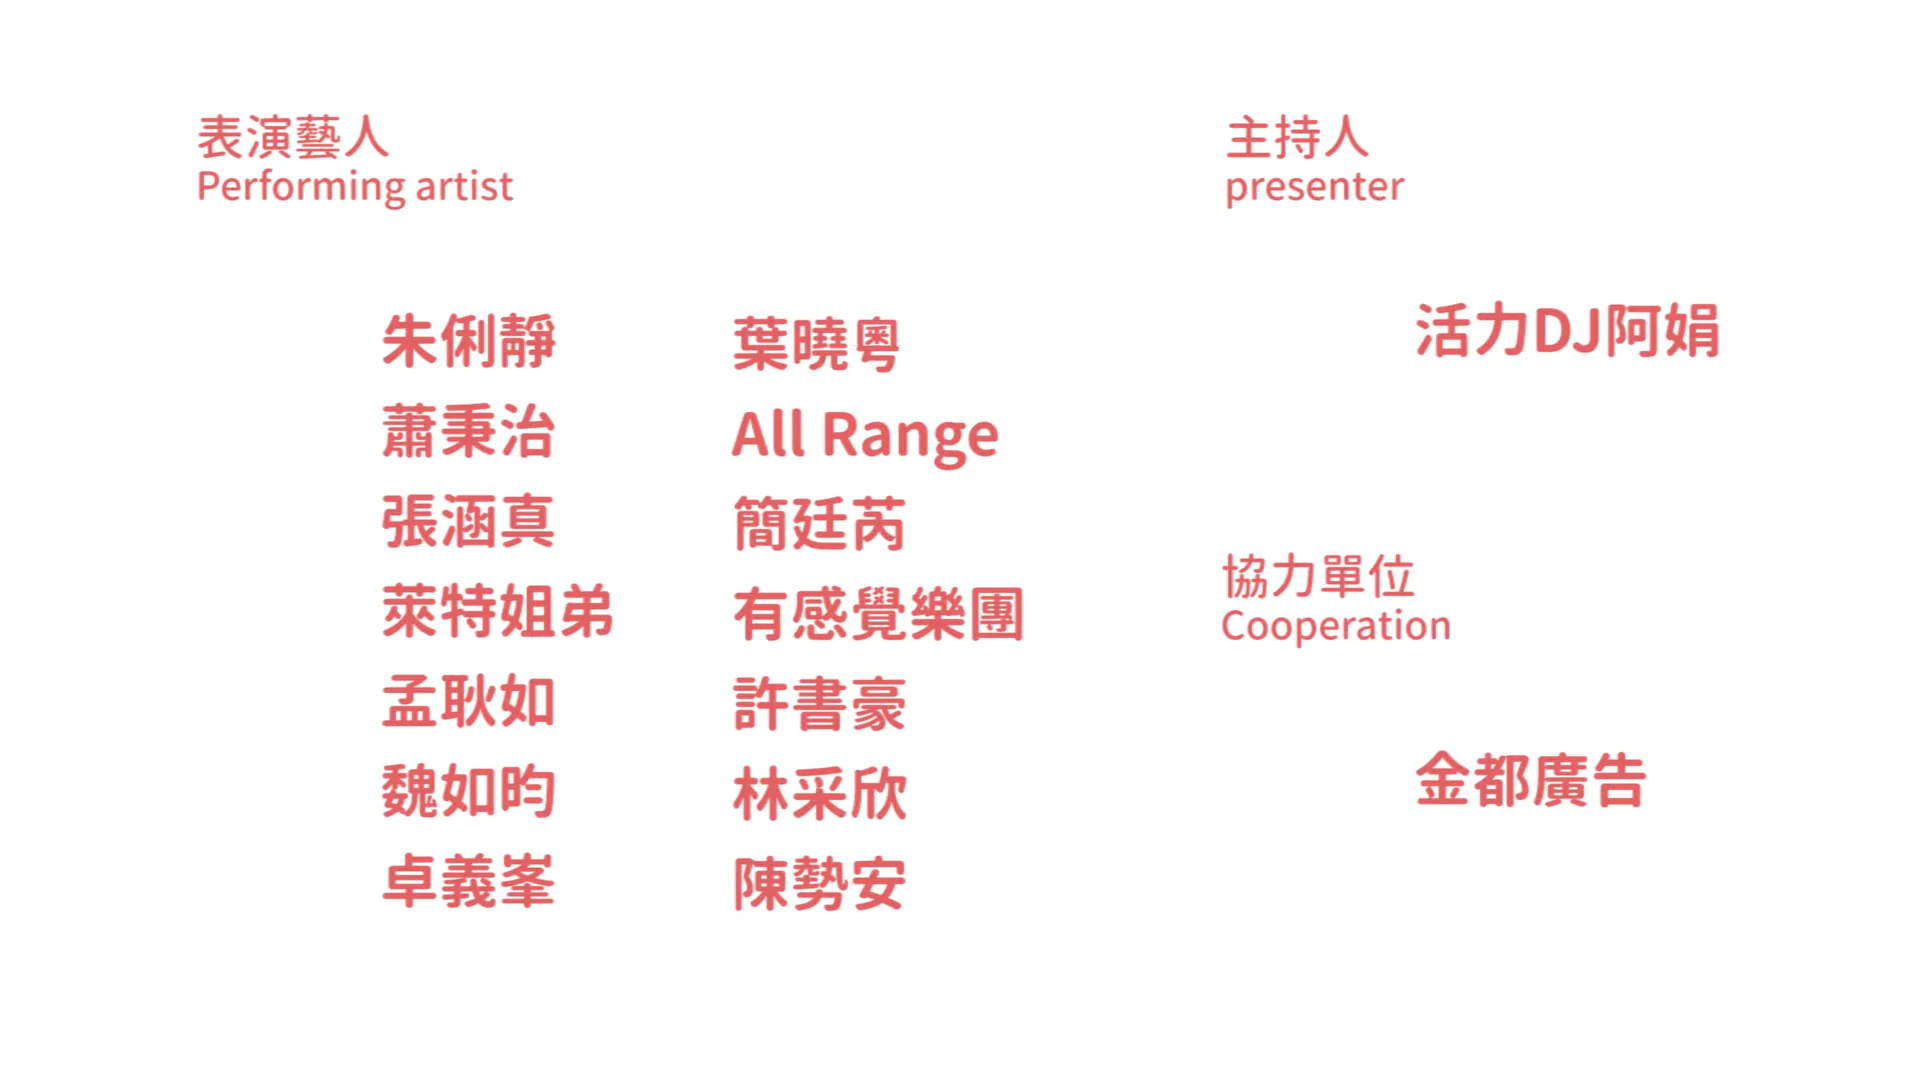 表演藝人
Performing artist
朱俐靜
蕭秉治
張涵真
萊特姐弟
孟耿如
魏如昀
卓義峯
葉曉粵
All Range
簡廷芮
有感覺樂團
許書豪
林采欣
陳勢安
主持人
presenter
活力DJ阿娟
協力單位
Cooperation
金都廣告